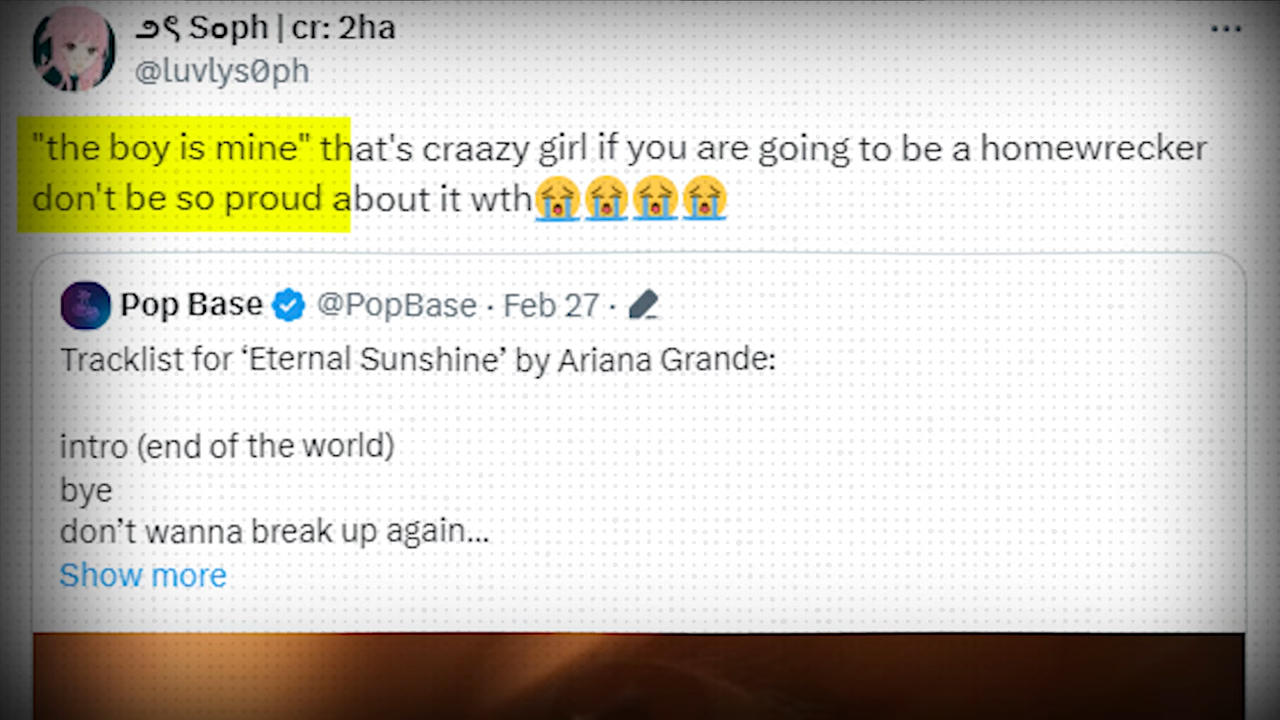 ౨ৎ Soph | cr: 2ha
@luvlys0ph
"the boy is mine" that's craazy girl if you are going to be a homewrecker
don't be so proud about it wth😭😭😭😭
Pop Base @PopBase · Feb 27 ·
Tracklist for ‘Eternal Sunshine’ by Ariana Grande:
intro (end of the world)
bye
don’t wanna break up again...
Show more